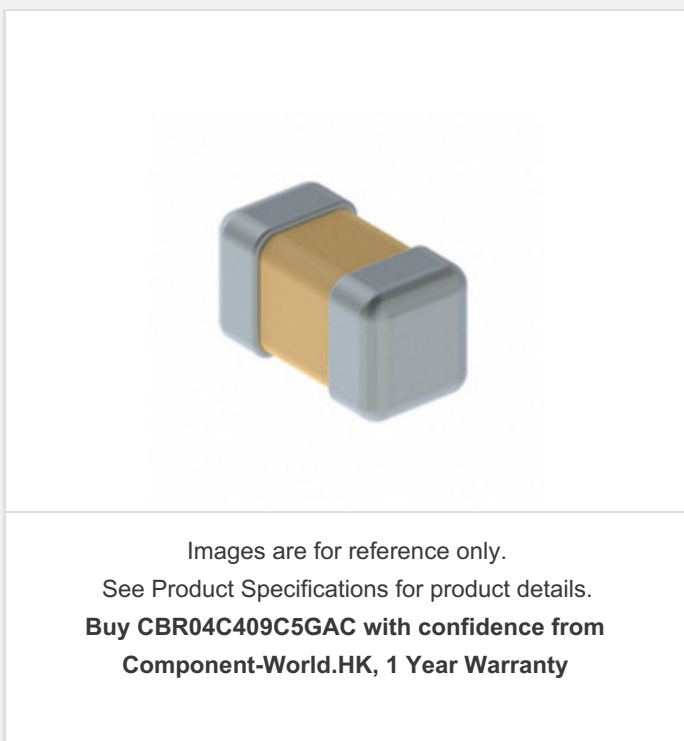 Images are for reference only.
See Product Specifications for product details.
Buy CBR04C409C5GAC with confidence from
Component-World.HK, 1 Year Warranty